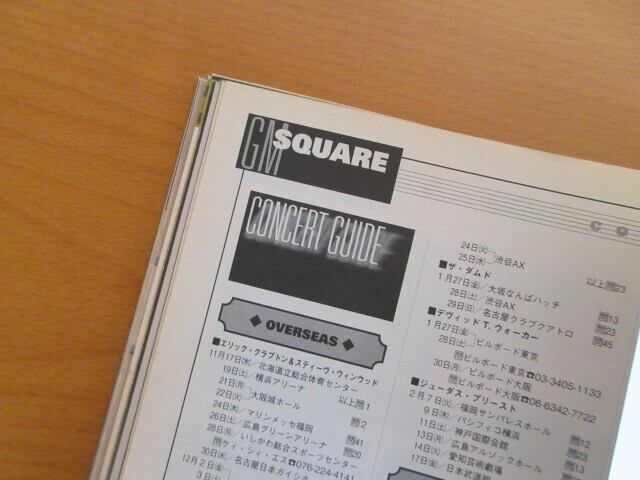 GM SQUARE
CONCERT GUIDE
◆ OVERSEAS ◆
■エリック・クラプトン&スティーヴ・ウィンウッド
11月17日(木)／北海道立総合体育センター
19日(土)／横浜アリーナ
以上問1
21日(月)
22日(火) 大阪城ホール
問2
24日(木)／マリンメッセ福岡
問41
26日(土)／広島グリーンアリーナ
問20
28日(月)／いしかわ総合スポーツセンター
問ケィ・シィ・エス☎076-224-4141
30日(水)／名古屋日本ガイシホ
12月2日(金)
3日(土)
C O
24日(火)
25日(水) 渋谷AX
以上問23
■ザ・ダムド
1月27日(金)／大坂なんばハッチ
問13
28日(土)／渋谷AX
問23
29日(日)／名古屋クラブクアトロ
問45
■デヴィッドT.ウォーカー
1月27日(金)
28日(土) ビルボード東京
問ビルボード東京☎03-3405-1133
30日(月)／ビルボード大阪
問ビルボード大阪☎06-6342-7722
■ジューダス・プリースト
2月7日(火)／福岡サンパレスホール
問12
9日(木)／パシフィコ横浜
問23
11日(土)／神戸国際会館
問13
13日(月)／広島アルソックホール
14日(火)／愛知芸術劇場
17日(金)／日本武道館